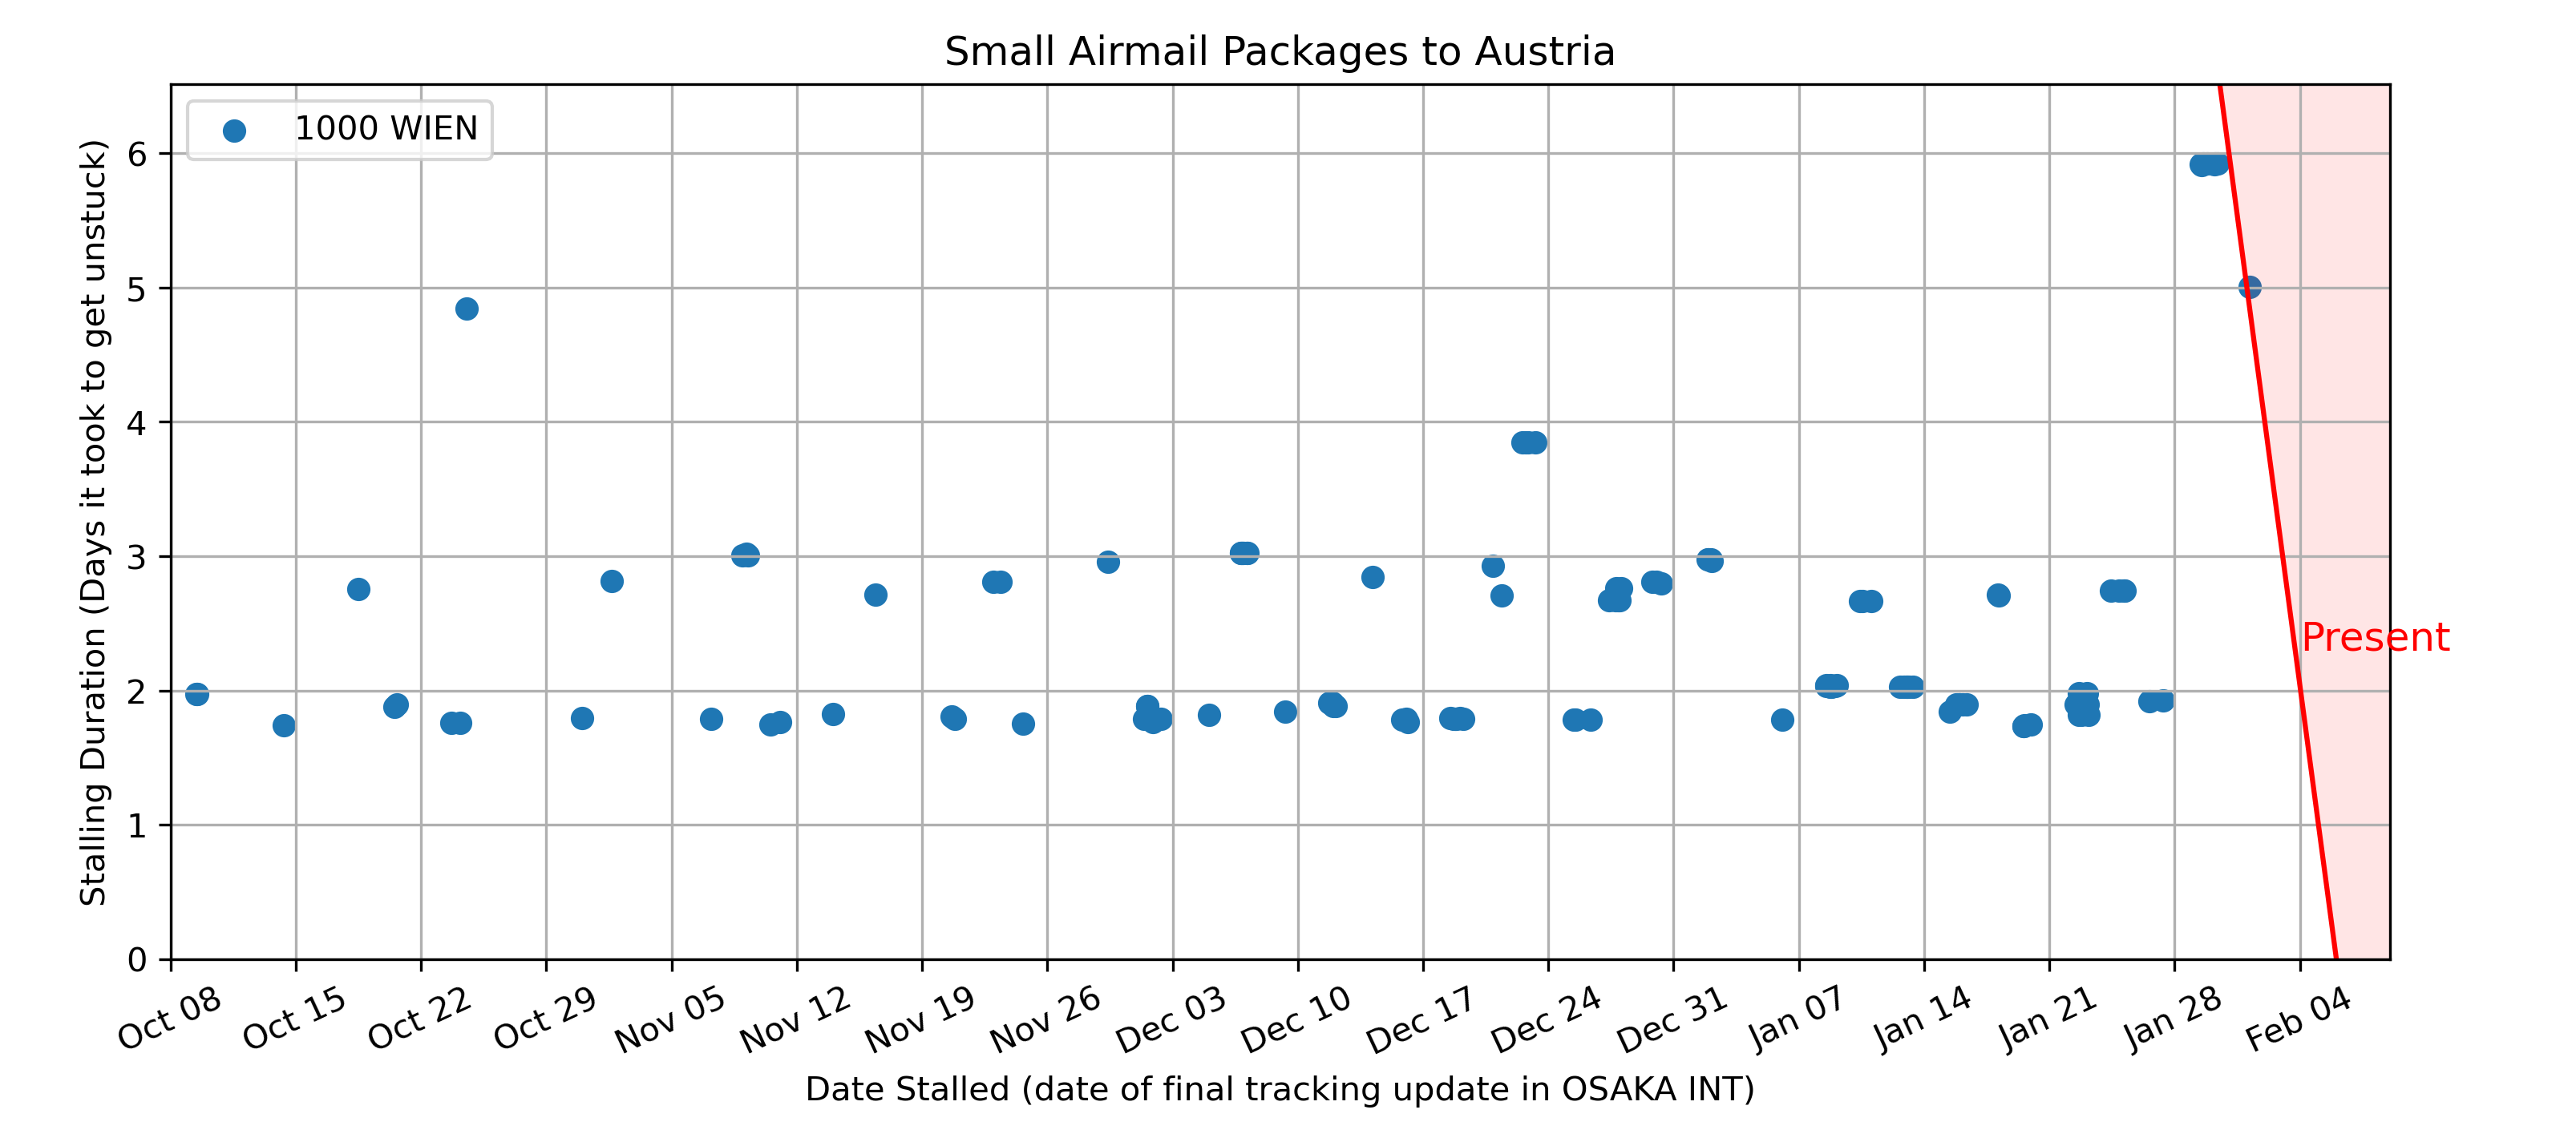 Small Airmail Packages to Austria
1000 WIEN
Stalling Duration (Days it took to get unstuck)
6
5
4
3
2
1
0
Present
Oct 08
Oct 15
Oct 22
Oct 29
Nov 05
Nov 12
Nov 19
Nov 26
Dec 03
Dec 10
Dec 17
Dec 24
Dec 31
Jan 07
Jan 14
Jan 21
Jan 28
Feb 04
Date Stalled (date of final tracking update in OSAKA INT)